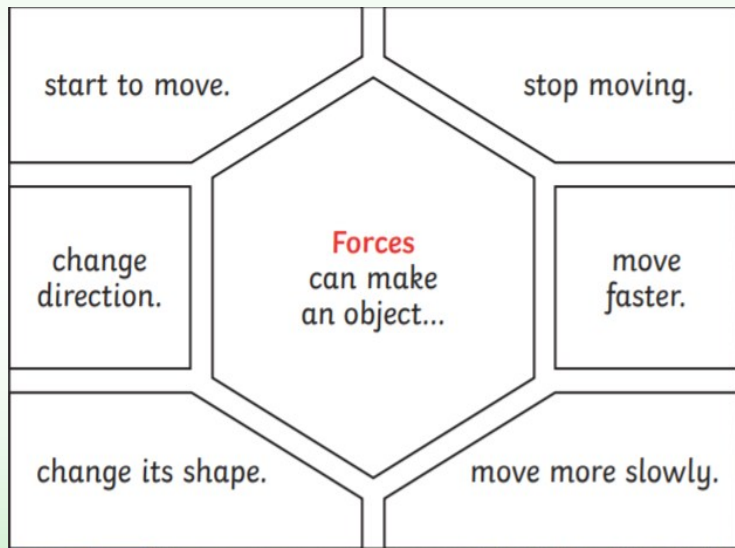 start to move.
stop moving.
change
direction.
Forces
can make
an object...
move
faster.
change its shape.
move more slowly.